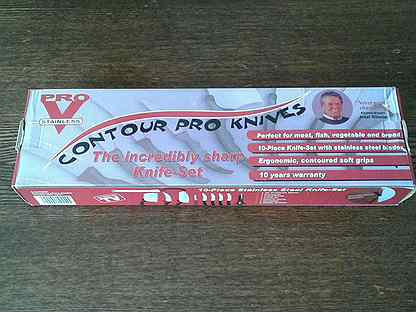 PRO
V
STAINLESS
CONTOUR PRO KNIVES
The incredibly sharp
Knife-Set
Perfect for meat, fish, vegetable and bread
10-Piece Knife-Set with stainless steel blades
Ergonomic, contoured soft grips
10 years warranty
10-Piece Stainless Steel Knife-Set